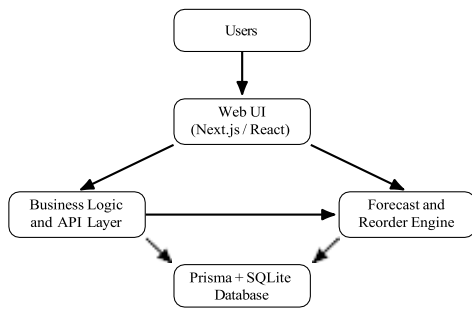 Users
Web UI
(Next.js / React)
Business Logic
and API Layer
Forecast and
Reorder Engine
Prisma + SQLite
Database